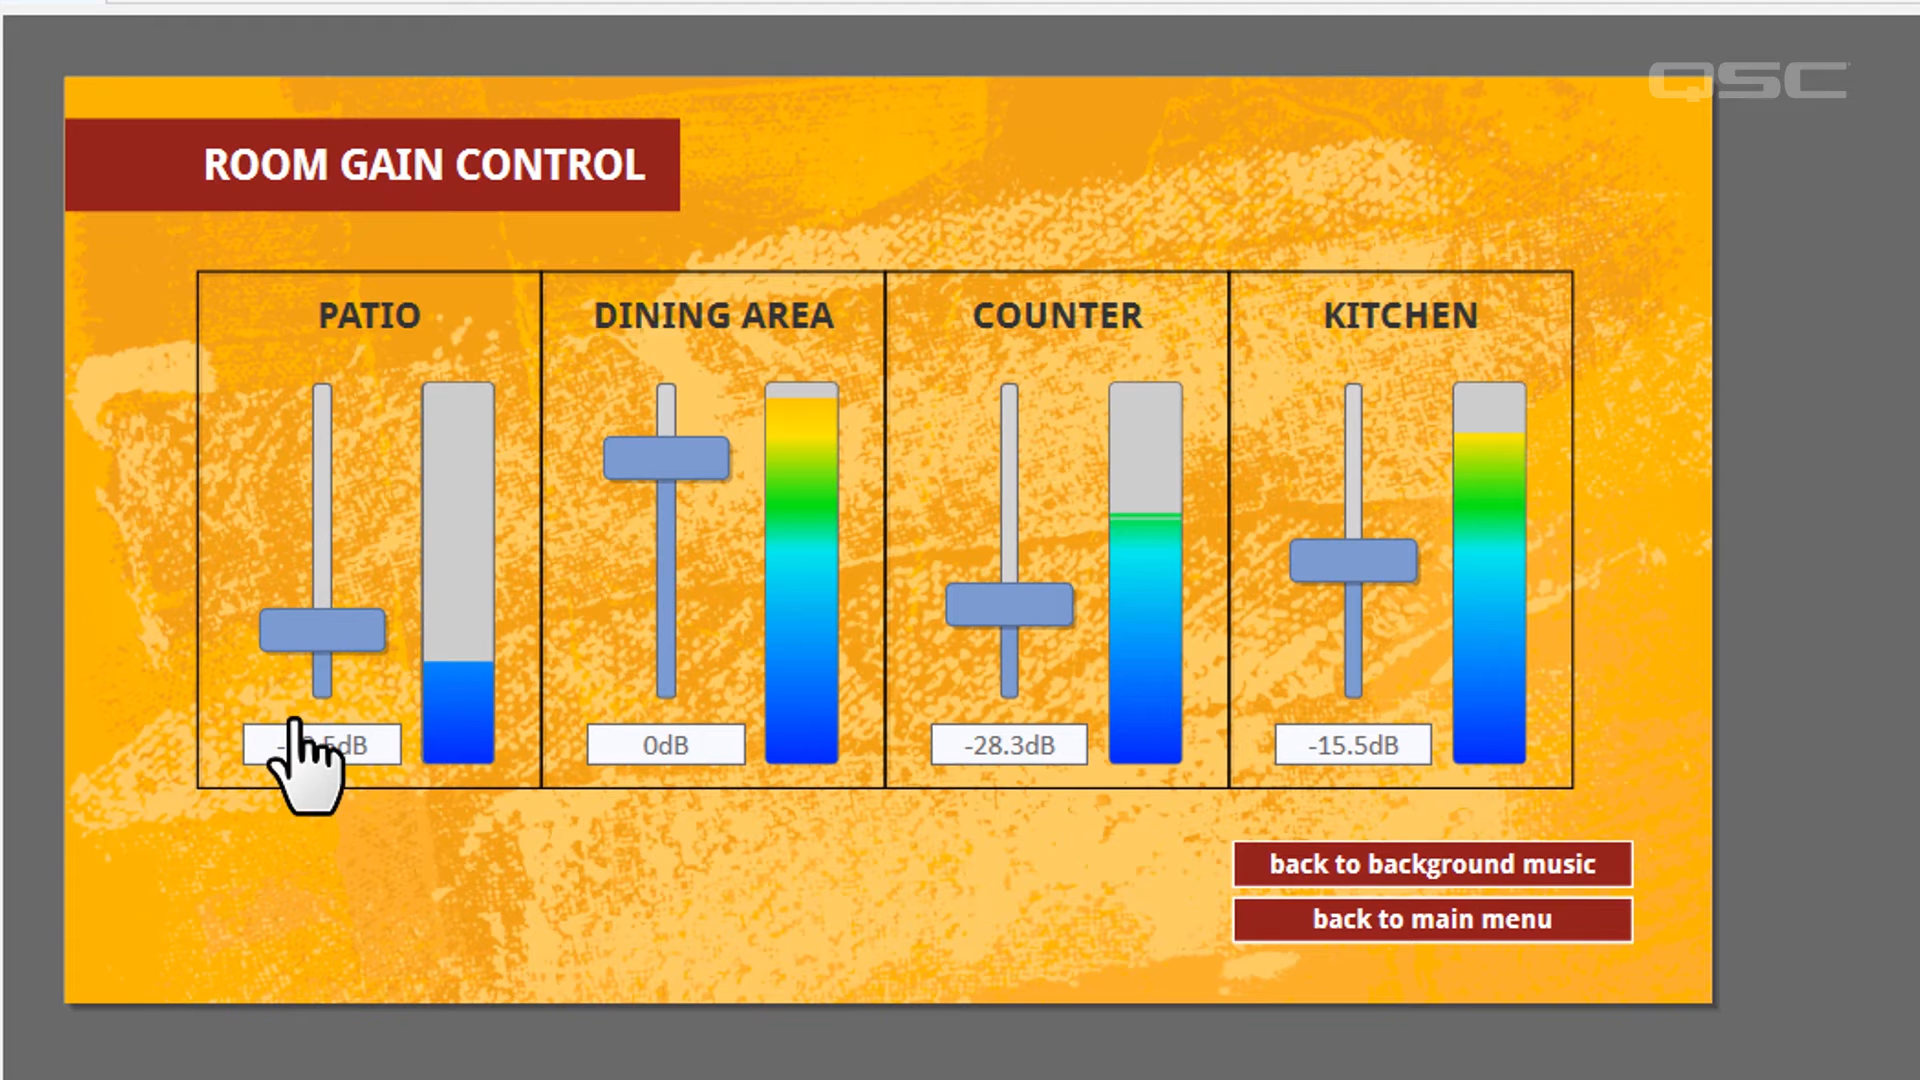 QSC
ROOM GAIN CONTROL
PATIO DINING AREA COUNTER KITCHEN
0dB -28.3dB -15.5dB
back to background music
back to main menu